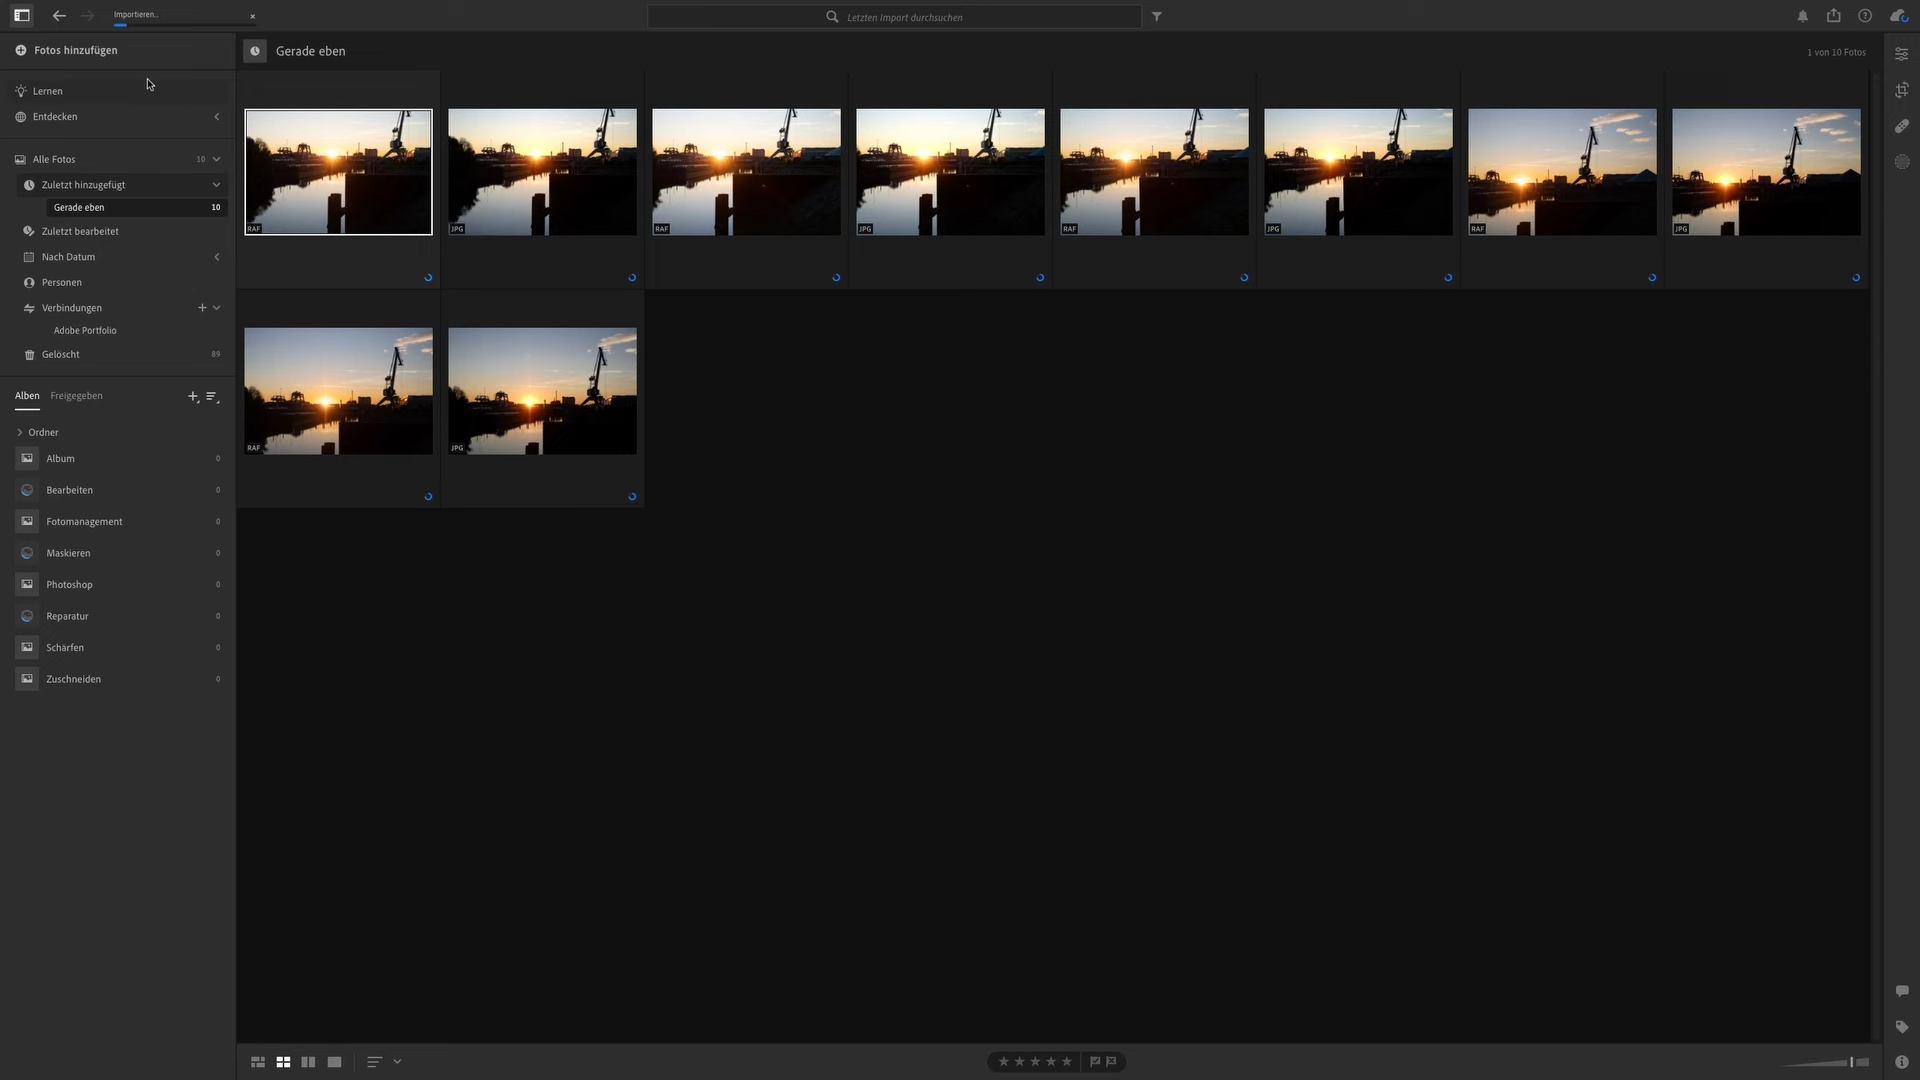 Importieren...
Letzten Import durchsuchen
Fotos hinzufügen
Gerade eben
1 von 10 Fotos
Lernen
Entdecken
Alle Fotos 10
Zuletzt hinzugefügt
Gerade eben 10
Zuletzt bearbeitet
Nach Datum
Personen
Verbindungen
Adobe Portfolio
Gelöscht 89
Alben Freigegeben
Ordner
Album 0
Bearbeiten 0
Fotomanagement 0
Maskieren 0
Photoshop 0
Reparatur 0
Schärfen 0
Zuschneiden 0
RAF JPG RAF JPG RAF JPG RAF JPG
RAF JPG